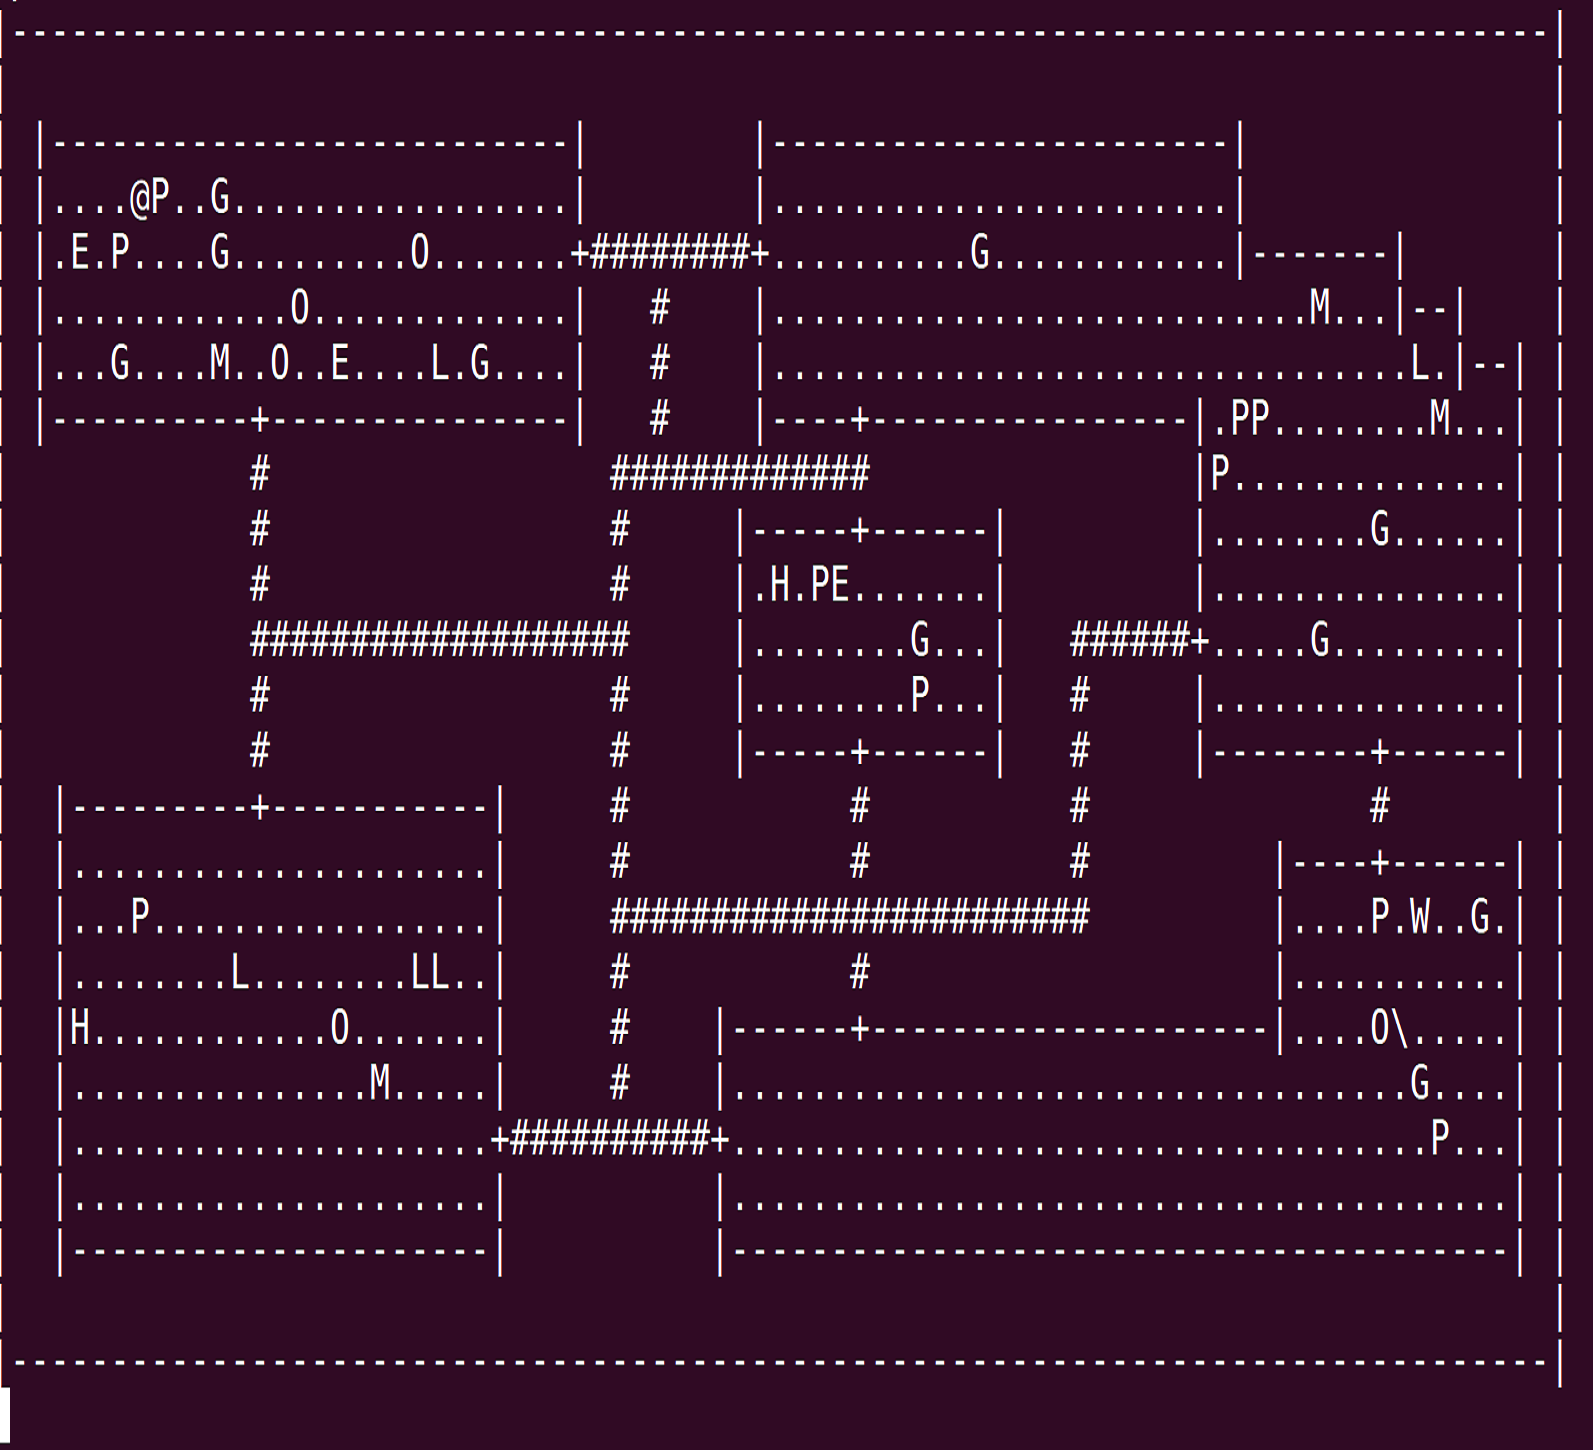 |-----------------------------------------------------------------------------|
|                                                                             |
| |--------------------------|        |-----------------------|               |
| |....@P..G.................|        |.......................|               |
| |.E.P....G.........O.......+########+..........G............|-------|       |
| |............O.............|   #    |...........................M...|--|    |
| |...G....M..O..E....L.G....|   #    |................................L.|--| |
| |----------+---------------|   #    |----+----------------|.PP........M...| |
|            #                 #############                |P..............| |
|            #                 #     |-----+------|         |........G......| |
|            #                 #     |.H.PE.......|         |...............| |
|            ###################     |........G...|   ######+.....G.........| |
|            #                 #     |........P...|   #     |...............| |
|            #                 #     |-----+------|   #     |--------+------| |
|  |---------+-----------|     #           #          #              #        |
|  |.....................|     #           #          #         |----+------| |
|  |...P.................|     ########################         |....P.W..G.| |
|  |........L........LL..|     #           #                    |...........| |
|  |H............O.......|     #    |------+--------------------|....O\.....| |
|  |...............M.....|     #    |..................................G....| |
|  |.....................+##########+...................................P...| |
|  |.....................|          |.......................................| |
|  |---------------------|          |---------------------------------------| |
|                                                                             |
|-----------------------------------------------------------------------------|